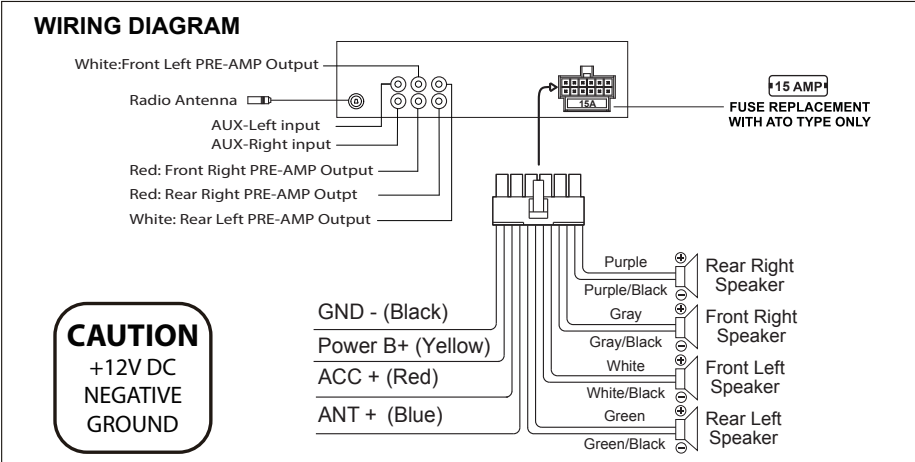 WIRING DIAGRAM
White:Front Left PRE-AMP Output
Radio Antenna
AUX-Left input
AUX-Right input
Red: Front Right PRE-AMP Output
Red: Rear Right PRE-AMP Outpt
White: Rear Left PRE-AMP Output
15A
15 AMP
FUSE REPLACEMENT
WITH ATO TYPE ONLY
CAUTION
+12V DC
NEGATIVE
GROUND
GND - (Black)
Power B+ (Yellow)
ACC + (Red)
ANT + (Blue)
Purple
Purple/Black
+
-
Rear Right
Speaker
Gray
Gray/Black
+
-
Front Right
Speaker
White
White/Black
+
-
Front Left
Speaker
Green
Green/Black
+
-
Rear Left
Speaker